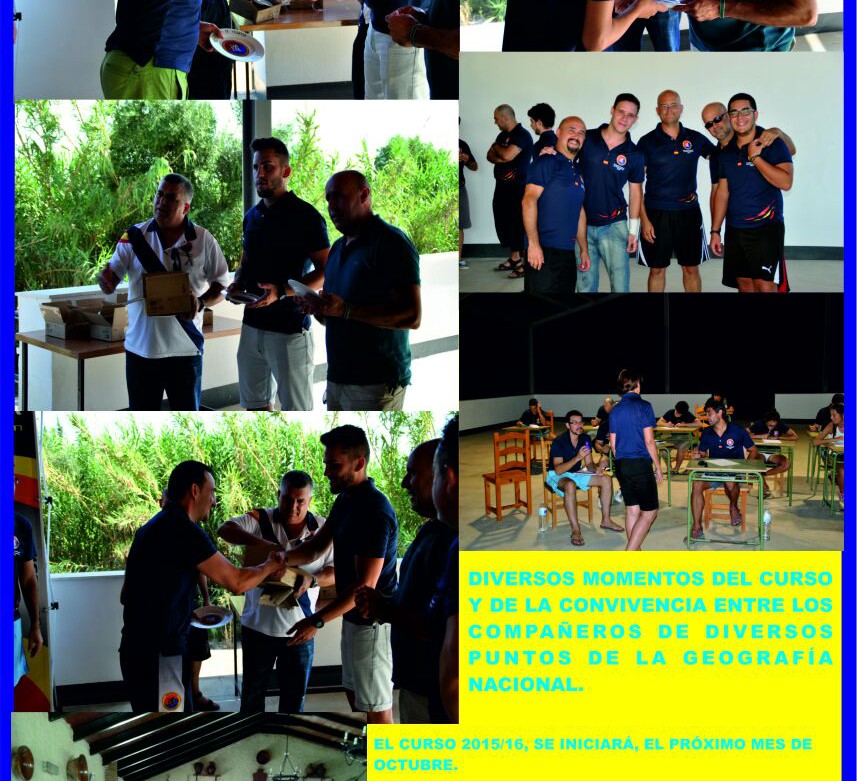 DIVERSOS MOMENTOS DEL CURSO
Y DE LA CONVIVENCIA ENTRE LOS
COMPAÑEROS DE DIVERSOS
PUNTOS DE LA GEOGRAFÍA
NACIONAL.
EL CURSO 2015/16, SE INICIARÁ, EL PRÓXIMO MES DE
OCTUBRE.